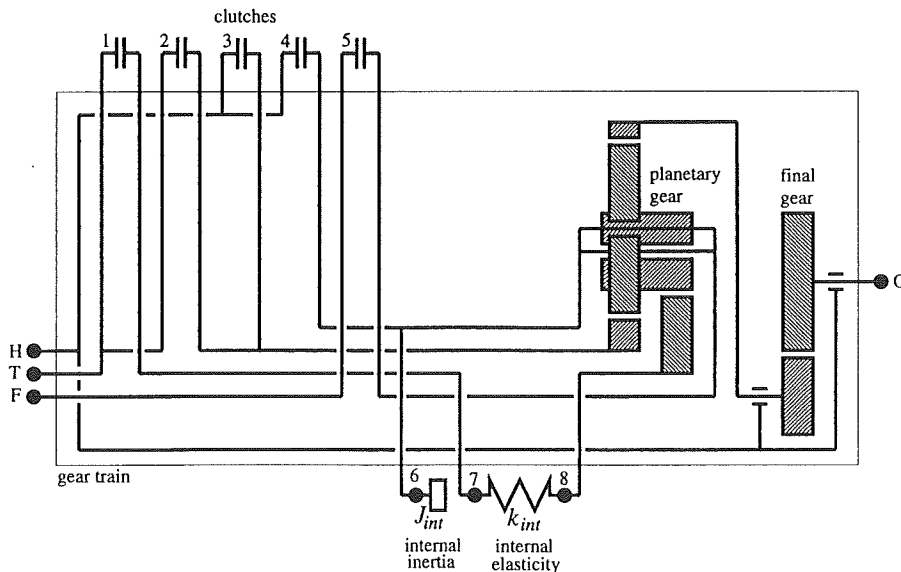 clutches
1 2 3 4 5
planetary
gear
final
gear
O
H
T
F
gear train
6 7 8
J_int k_int
internal internal
inertia elasticity